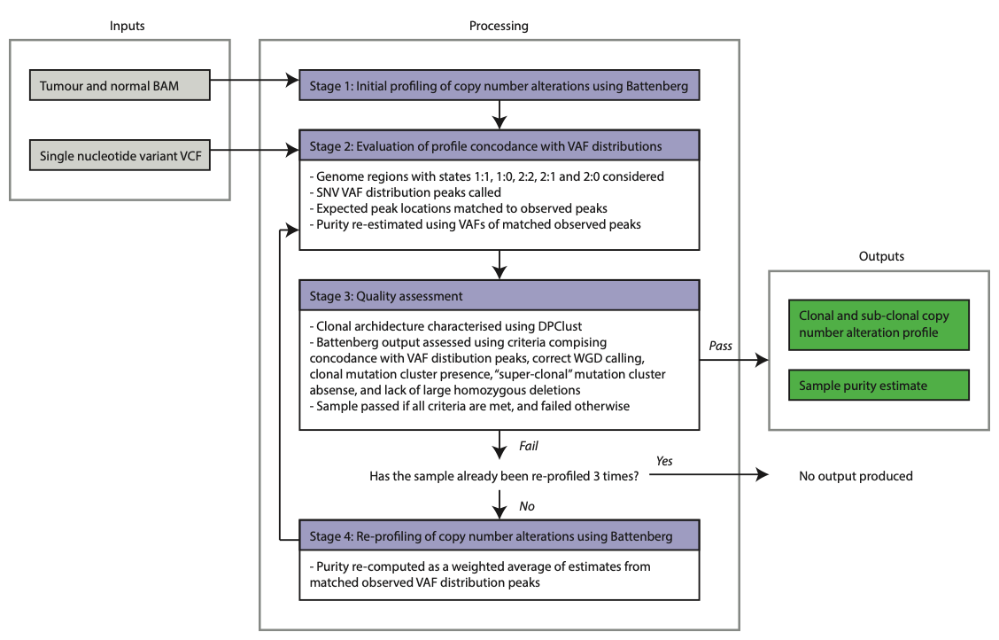 Inputs
Processing
Tumour and normal BAM
Single nucleotide variant VCF
Stage 1: Initial profiling of copy number alterations using Battenberg
Stage 2: Evaluation of profile concordance with VAF distributions
- Genome regions with states 1:1, 1:0, 2:2, 2:1 and 2:0 considered
- SNV VAF distribution peaks called
- Expected peak locations matched to observed peaks
- Purity re-estimated using VAFs of matched observed peaks
Stage 3: Quality assessment
- Clonal archidecture characterised using DPClust
- Battenberg output assessed using criteria compising
concordance with VAF distibution peaks, correct WGD calling,
clonal mutation cluster presence, “super-clonal” mutation cluster
absense, and lack of large homozygous deletions
- Sample passed if all criteria are met, and failed otherwise
Pass
Outputs
Clonal and sub-clonal copy
number alteration profile
Sample purity estimate
Fail
Has the sample already been re-profiled 3 times?
Yes
No output produced
No
Stage 4: Re-profiling of copy number alterations using Battenberg
- Purity re-computed as a weighted average of estimates from
matched observed VAF distribution peaks